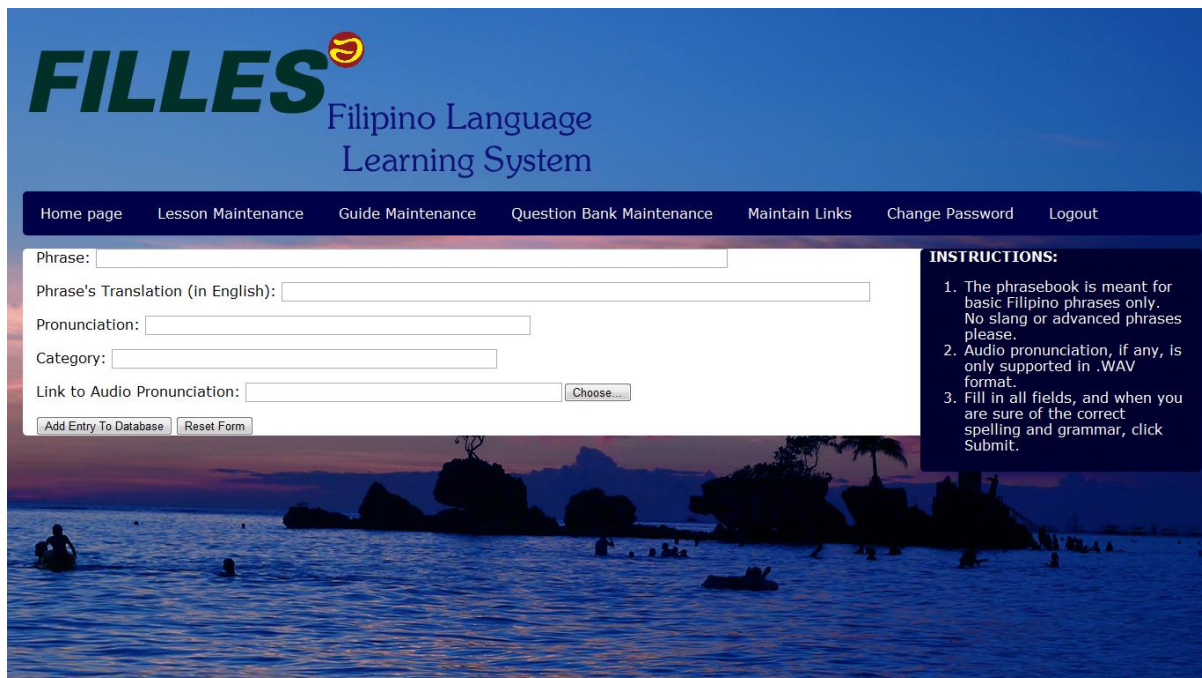 FILLES
Filipino Language
Learning System
Home page Lesson Maintenance Guide Maintenance Question Bank Maintenance Maintain Links Change Password Logout
Phrase:
Phrase's Translation (in English):
Pronunciation:
Category:
Link to Audio Pronunciation: Choose...
Add Entry To Database Reset Form
INSTRUCTIONS:
1. The phrasebook is meant for
basic Filipino phrases only.
No slang or advanced phrases
please.
2. Audio pronunciation, if any, is
only supported in .WAV
format.
3. Fill in all fields, and when you
are sure of the correct
spelling and grammar, click
Submit.